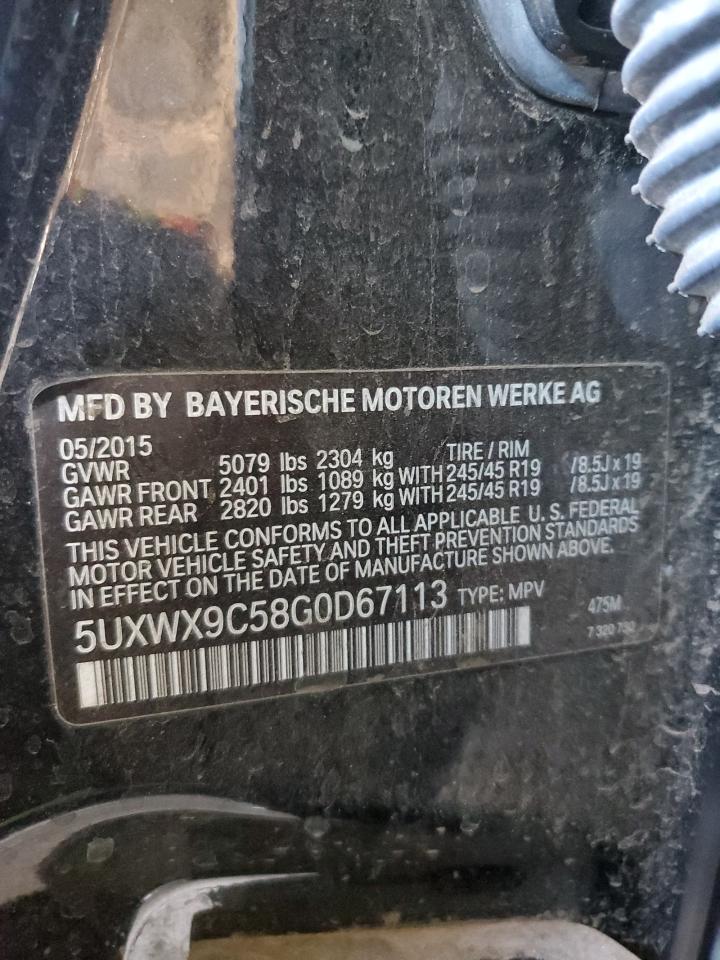 MFD BY BAYERISCHE MOTOREN WERKE AG
05/2015
GVWR 5079 lbs 2304 kg TIRE / RIM
GAWR FRONT 2401 lbs 1089 kg WITH 245/45 R19 /8.5J x 19
GAWR REAR 2820 lbs 1279 kg WITH 245/45 R19 /8.5J x 19
THIS VEHICLE CONFORMS TO ALL APPLICABLE U.S. FEDERAL
MOTOR VEHICLE SAFETY AND THEFT PREVENTION STANDARDS
IN EFFECT ON THE DATE OF MANUFACTURE SHOWN ABOVE.
5UXWX9C58G0D67113 TYPE: MPV 475M
7 320